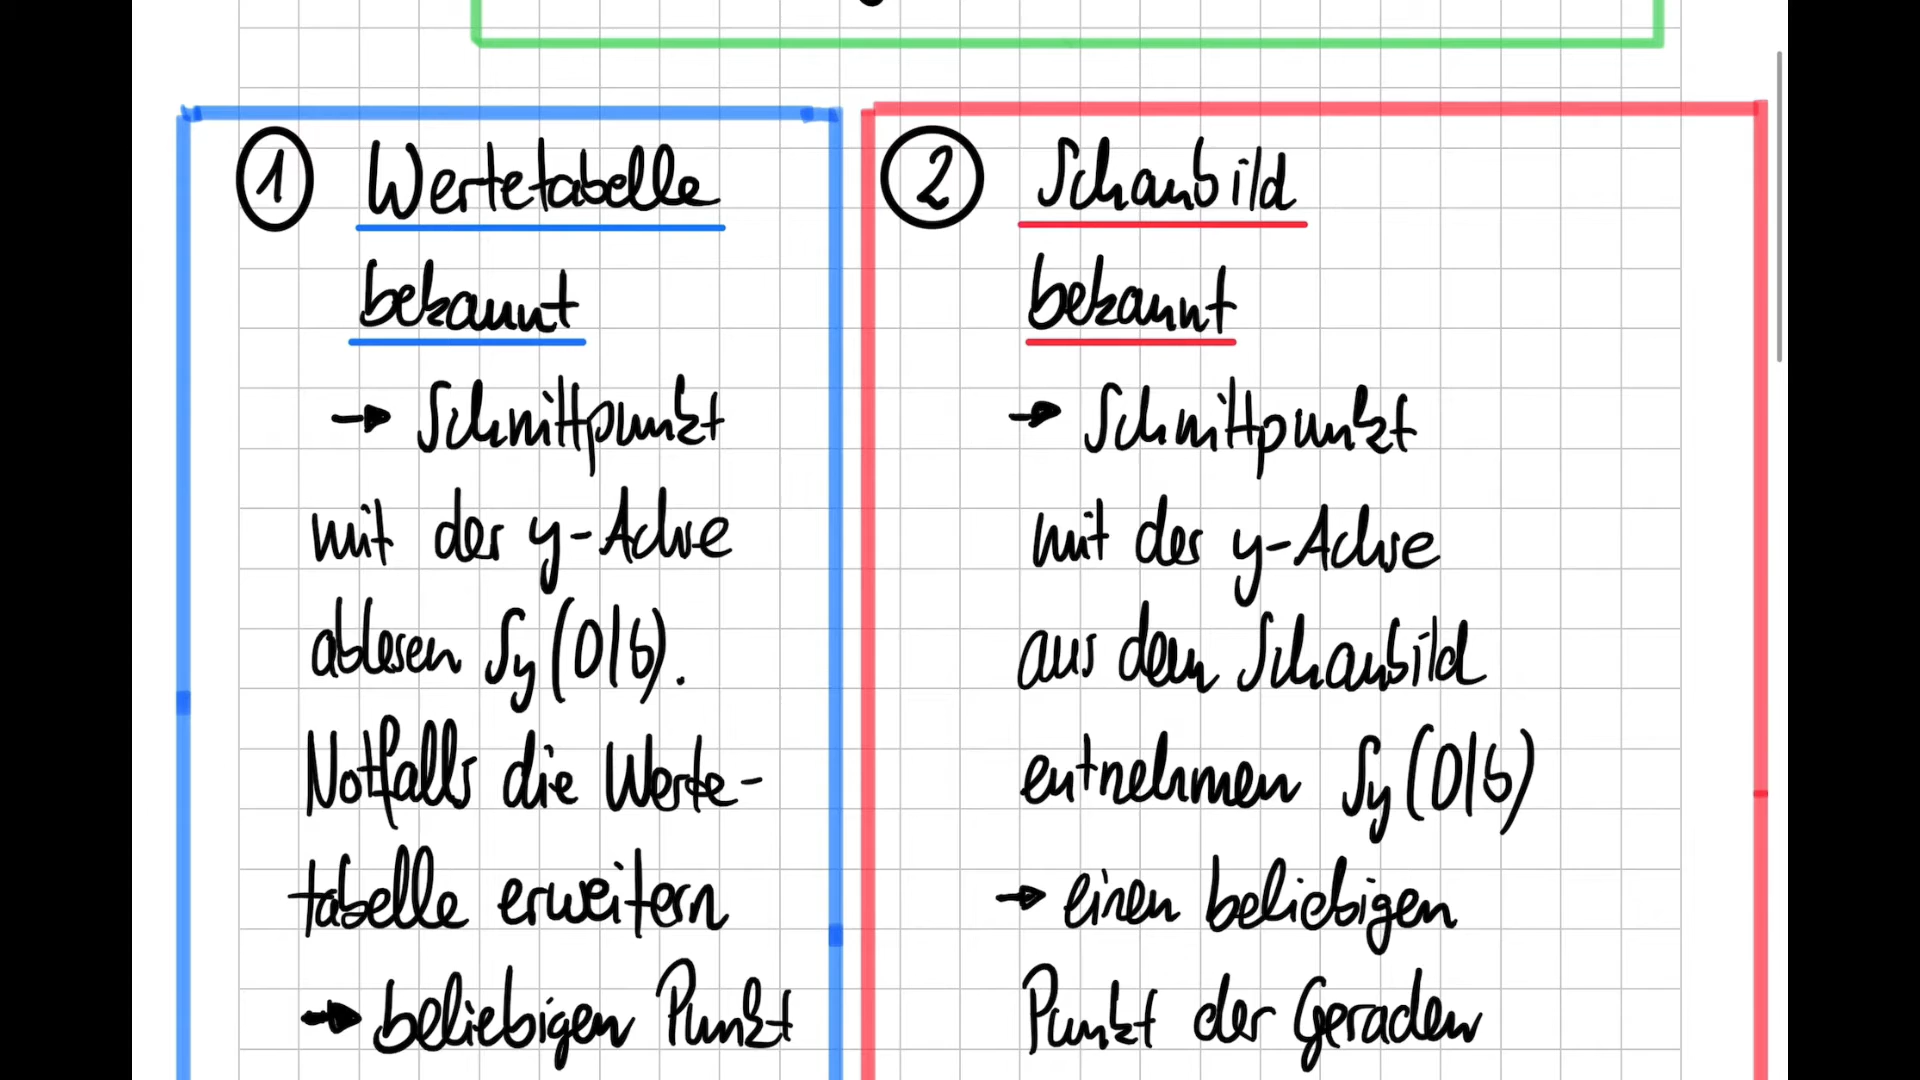 ① Wertetabelle
bekannt
→ Schnittpunkt
mit der y-Achse
ablesen Sy(0|b).
Notfalls die Werte-
tabelle erweitern
→ beliebigen Punkt
② Schaubild
bekannt
→ Schnittpunkt
mit der y-Achse
aus dem Schaubild
entnehmen Sy(0|b)
→ einen beliebigen
Punkt der Geraden